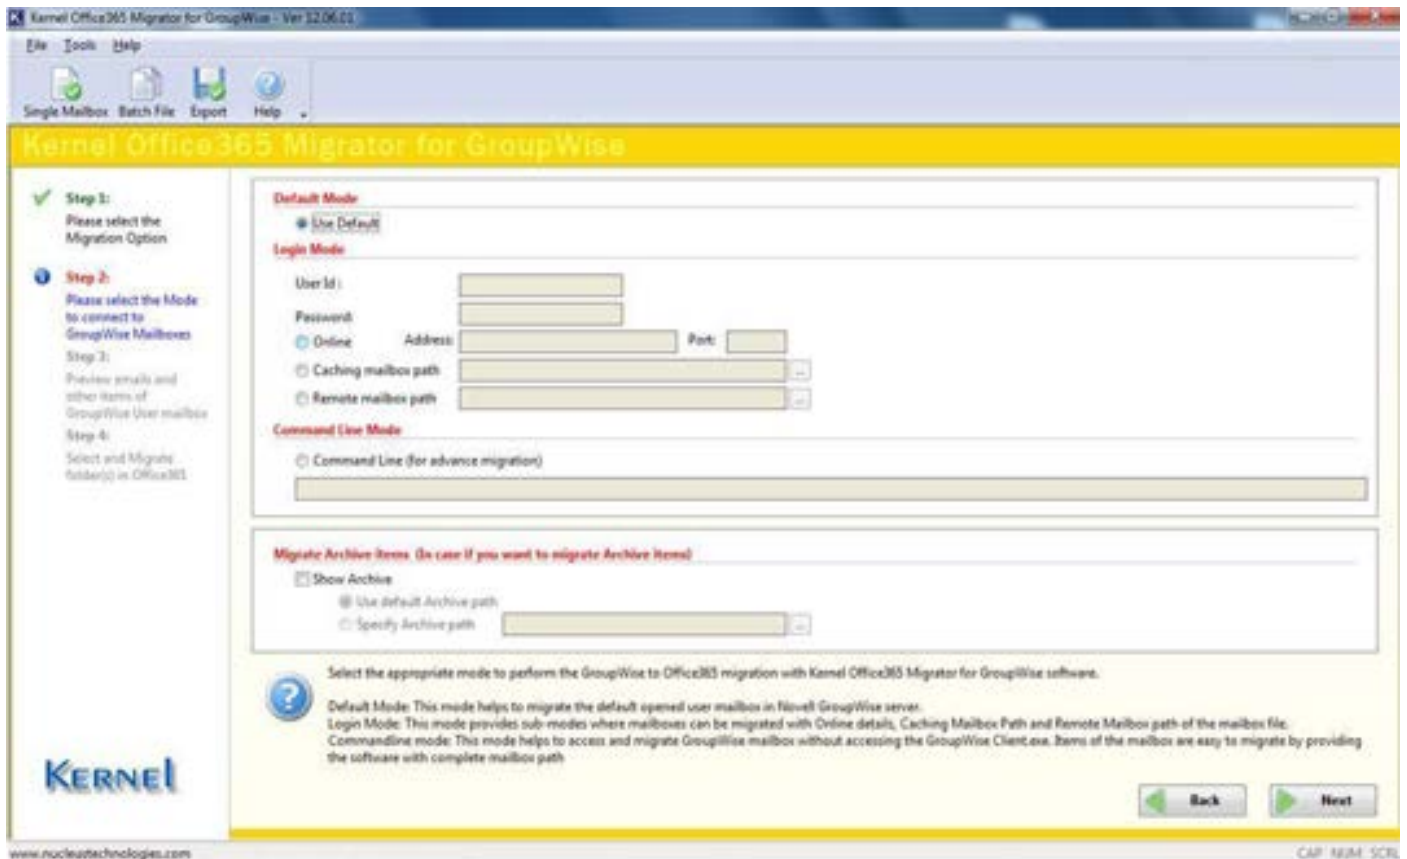 Kernel Office365 Migrator for GroupWise - Ver 12.06.01
File Tools Help
Single Mailbox Batch File Export Help
Kernel Office365 Migrator for GroupWise
Step 1:
Please select the
Migration Option
Step 2:
Please select the Mode
to connect to
GroupWise Mailboxes
Step 3:
Preview emails and
other items of
GroupWise User mailbox
Step 4:
Select and Migrate
folder(s) in Office365
KERNEl
Default Mode
Use Default
Login Mode
User Id :
Password:
Online Address: Port:
Caching mailbox path ...
Remote mailbox path ...
Command Line Mode
Command Line (for advance migration)
Migrate Archive Items (In case if you want to migrate Archive Items)
Show Archive
Use default Archive path
Specify Archive path ...
Select the appropriate mode to perform the GroupWise to Office365 migration with Kernel Office365 Migrator for GroupWise software.
Default Mode: This mode helps to migrate the default opened user mailbox in Novell GroupWise server.
Login Mode: This mode provides sub-modes where mailboxes can be migrated with Online details, Caching Mailbox Path and Remote Mailbox path of the mailbox file.
Commandline mode: This mode helps to access and migrate GroupWise mailbox without accessing the GroupWise Client.exe. Items of the mailbox are easy to migrate by providing
the software with complete mailbox path
Back Next
www.nucleustechnologies.com
CAP NUM SCRL